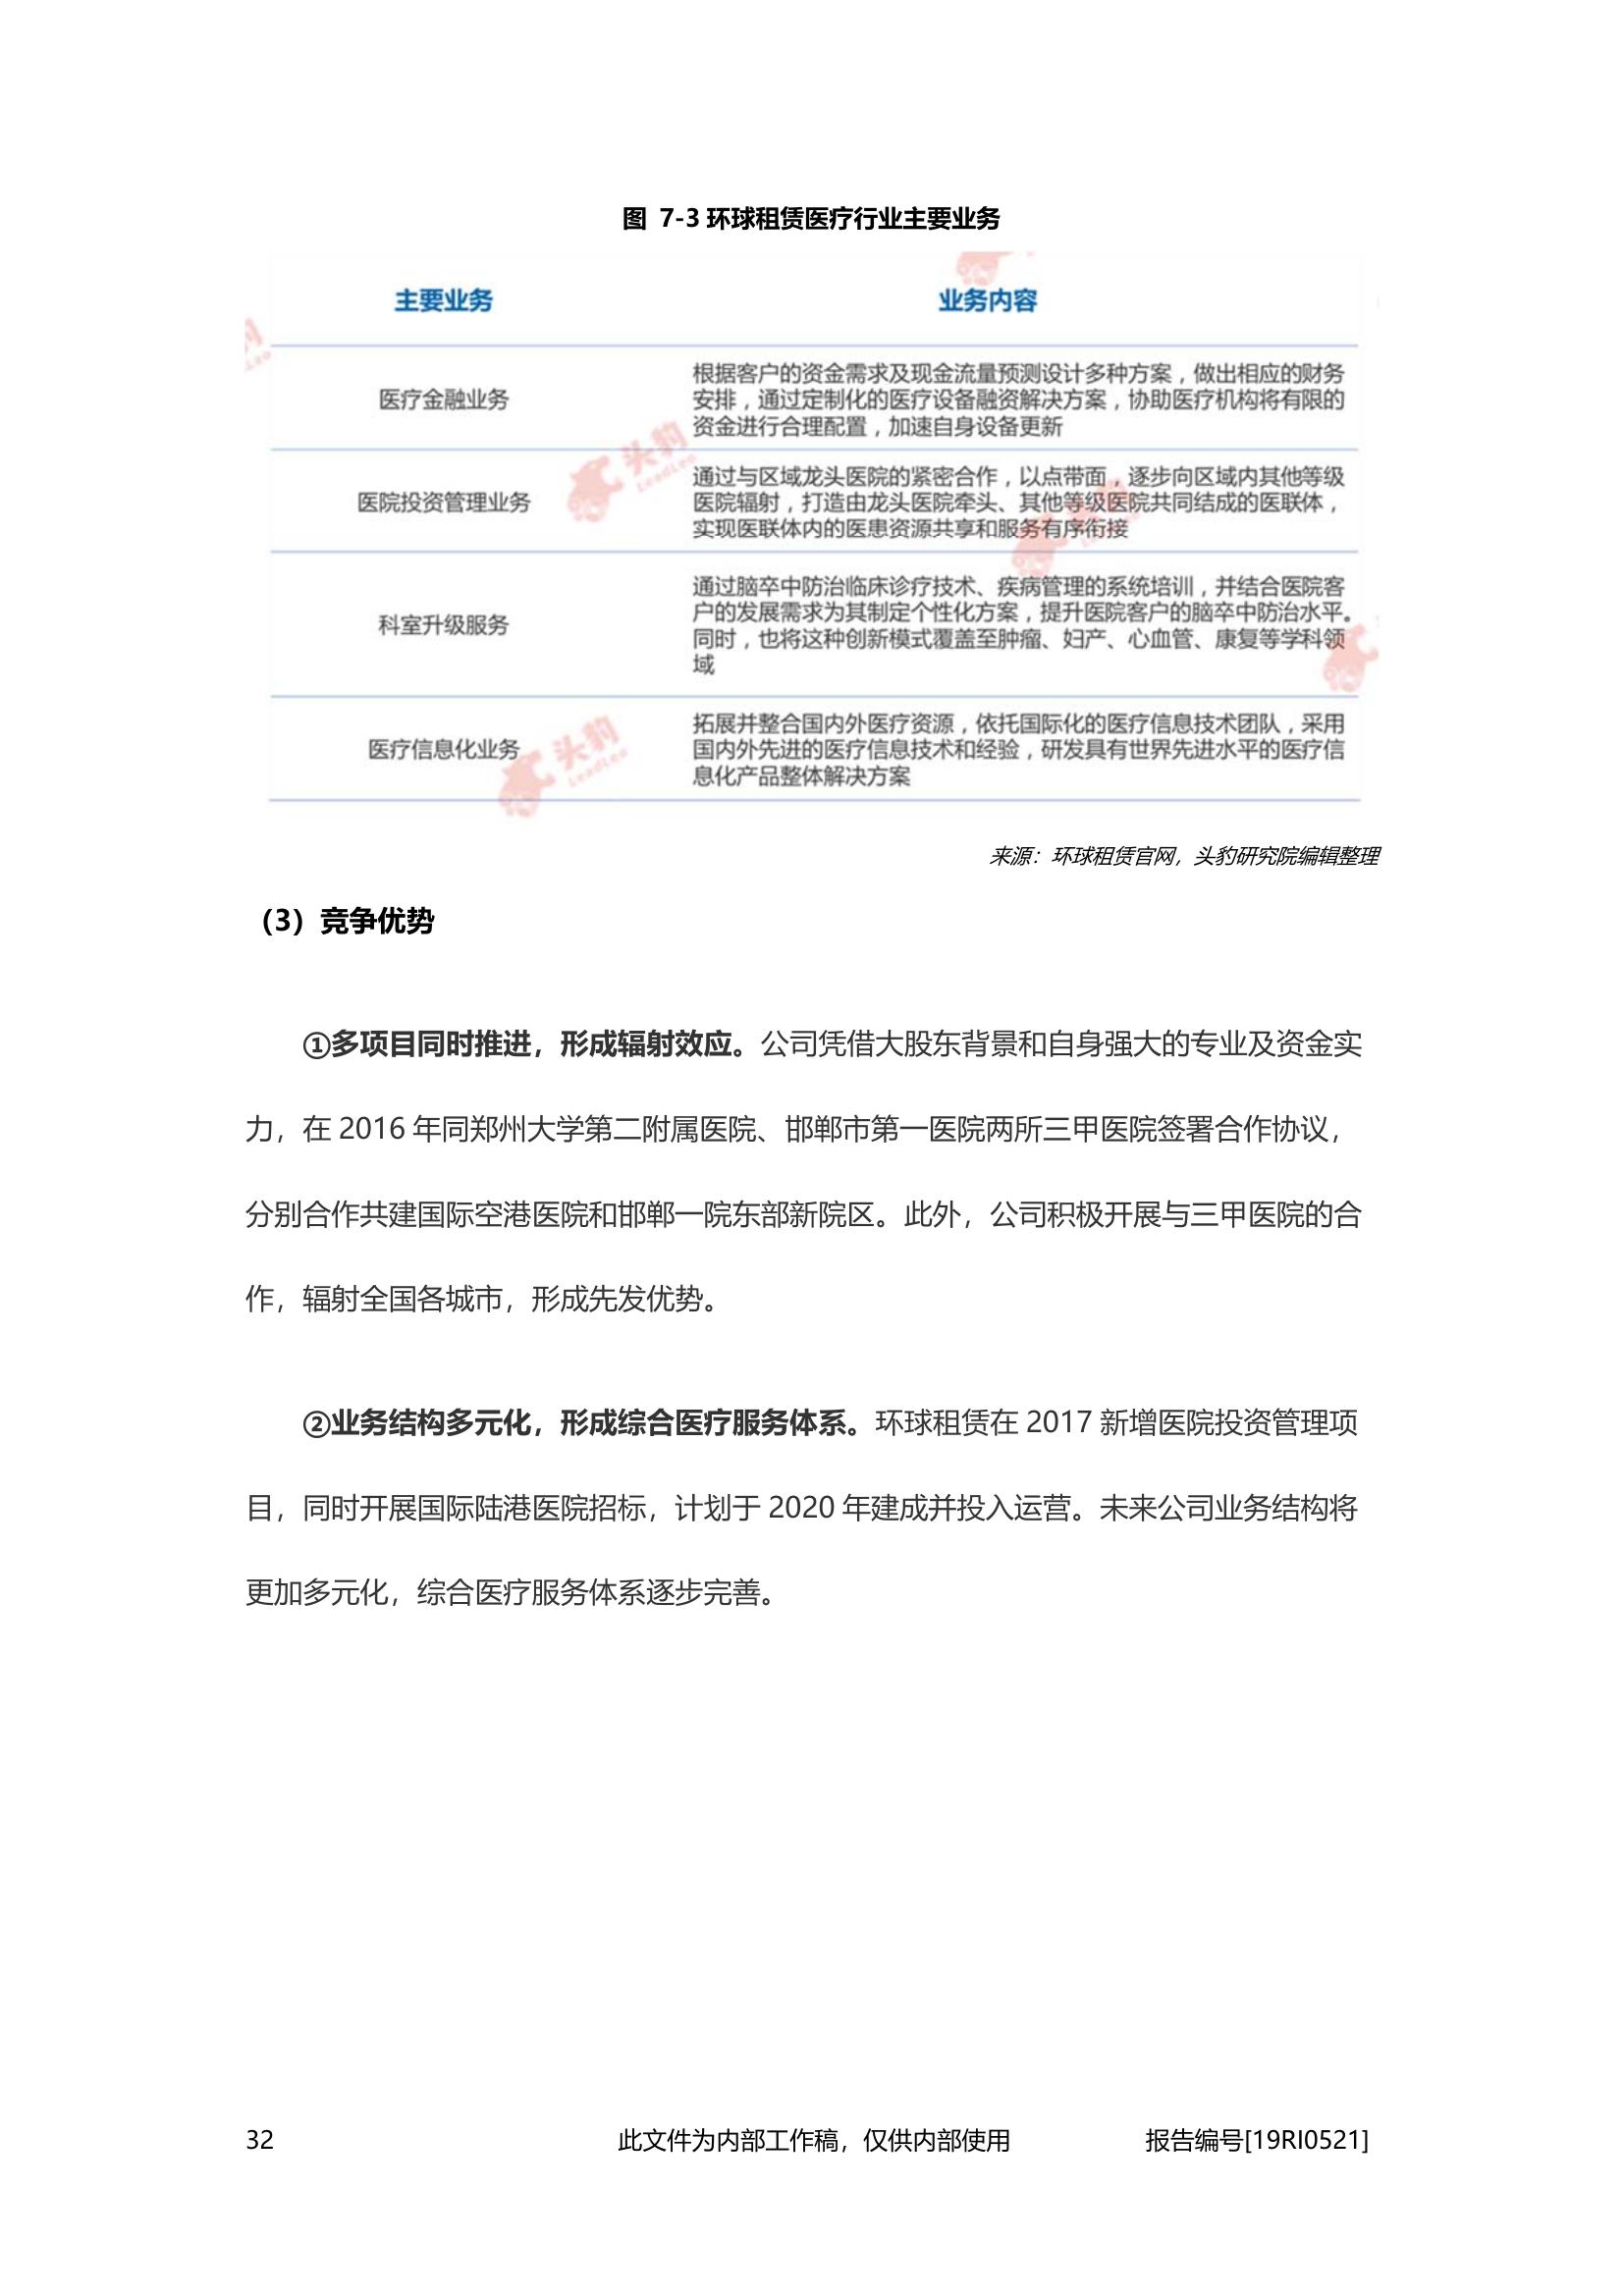 图 7-3 环球租赁医疗行业主要业务
主要业务
业务内容
医疗金融业务
根据客户的资金需求及现金流量预测设计多种方案，做出相应的财务
安排，通过定制化的医疗设备融资解决方案，协助医疗机构将有限的
资金进行合理配置，加速自身设备更新
医院投资管理业务
通过与区域龙头医院的紧密合作，以点带面，逐步向区域内其他等级
医院辐射，打造由龙头医院牵头、其他等级医院共同结成的医联体，
实现医联体内的医患资源共享和服务有序衔接
科室升级服务
通过脑卒中防治临床诊疗技术、疾病管理的系统培训，并结合医院客
户的发展需求为其制定个性化方案，提升医院客户的脑卒中防治水平。
同时，也将这种创新模式覆盖至肿瘤、妇产、心血管、康复等学科领
域
医疗信息化业务
拓展并整合国内外医疗资源，依托国际化的医疗信息技术团队，采用
国内外先进的医疗信息技术和经验，研发具有世界先进水平的医疗信
息化产品整体解决方案
头豹
LeadLeo
头豹
LeadLeo
来源：环球租赁官网，头豹研究院编辑整理
（3）竞争优势
①多项目同时推进，形成辐射效应。公司凭借大股东背景和自身强大的专业及资金实
力，在 2016 年同郑州大学第二附属医院、邯郸市第一医院两所三甲医院签署合作协议，
分别合作共建国际空港医院和邯郸一院东部新院区。此外，公司积极开展与三甲医院的合
作，辐射全国各城市，形成先发优势。
②业务结构多元化，形成综合医疗服务体系。环球租赁在 2017 新增医院投资管理项
目，同时开展国际陆港医院招标，计划于 2020 年建成并投入运营。未来公司业务结构将
更加多元化，综合医疗服务体系逐步完善。
32
此文件为内部工作稿，仅供内部使用
报告编号[19RI0521]